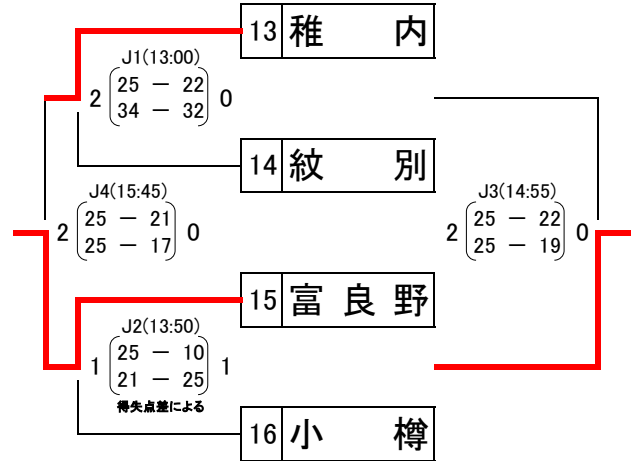 13 稚 内
J1(13:00)
2 25 － 22 0
34 － 32
14 紋 別
J4(15:45)
2 25 － 21 0
25 － 17
J3(14:55)
2 25 － 22 0
25 － 19
15 富 良 野
J2(13:50)
1 25 － 10 1
21 － 25
得失点差による
16 小 樽